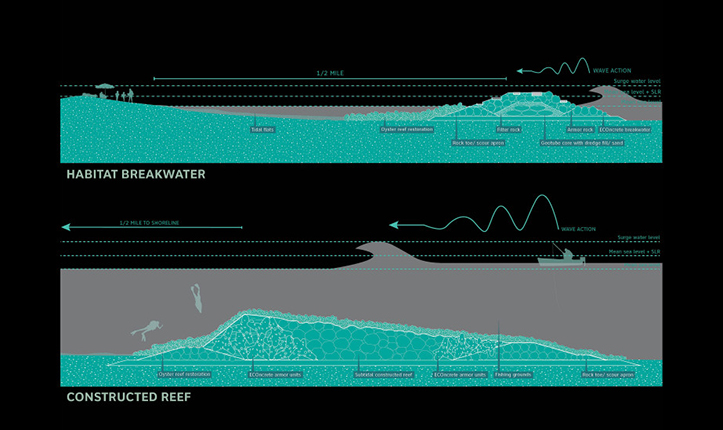 1/2 MILE
WAVE ACTION
Surge water level
sea level + SLR
Tidal flats
Oyster reef restoration
Filter rock
Armor rock
ECOncrete breakwater
Rock toe/ scour apron
Geotube core with dredge fill/ sand
HABITAT BREAKWATER
1/2 MILE TO SHORELINE
WAVE ACTION
Surge water level
Mean sea level + SLR
Oyster reef restoration
ECOncrete armor units
Subtidal constructed reef
ECOncrete armor units
Fishing grounds
Rock toe/ scour apron
CONSTRUCTED REEF